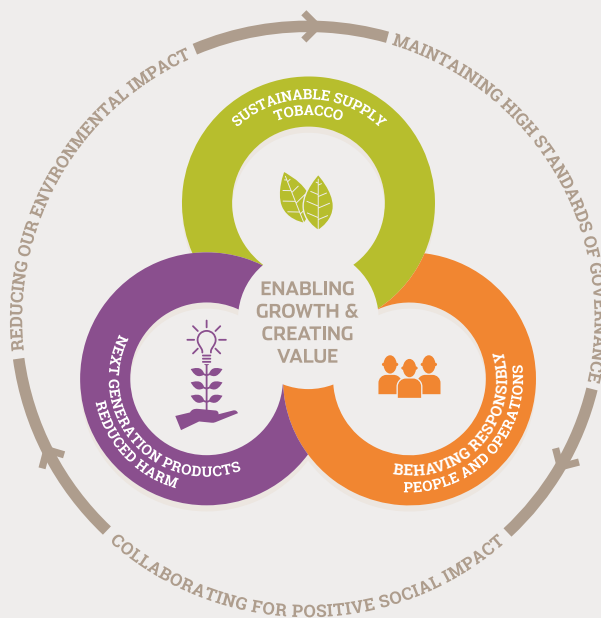 REDUCING OUR ENVIRONMENTAL IMPACT
MAINTAINING HIGH STANDARDS OF GOVERNANCE
SUSTAINABLE SUPPLY
TOBACCO
ENABLING
GROWTH &
CREATING
VALUE
NEXT GENERATION PRODUCTS
REDUCED HARM
BEHAVING RESPONSIBLY
PEOPLE AND OPERATIONS
COLLABORATING FOR POSITIVE SOCIAL IMPACT